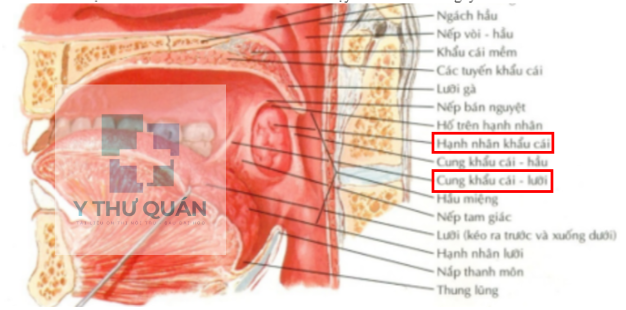 Ngách hầu
Nếp vòi - hầu
Khẩu cái mềm
Các tuyến khẩu cái
Lưỡi gà
Nếp bán nguyệt
Hố trên hạnh nhân
Hạnh nhân khẩu cái
Cung khẩu cái - hầu
Cung khẩu cái - lưỡi
Hầu miệng
Nếp tam giác
Lưỡi (kéo ra trước và xuống dưới)
Hạnh nhân lưỡi
Nắp thanh môn
Thung lũng
Y THƯ QUÁN